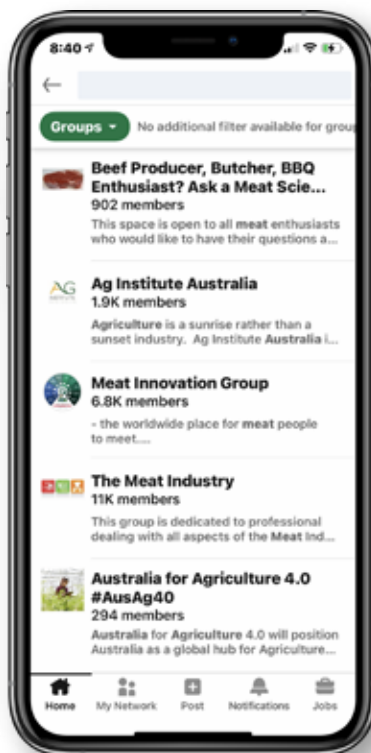 8:40
Groups
No additional filter available for grou
Beef Producer, Butcher, BBQ
Enthusiast? Ask a Meat Scie...
902 members
This space is open to all meat enthusiasts
who would like to have their questions a...
AG
Ag Institute Australia
1.9K members
Agriculture is a sunrise rather than a
sunset industry. Ag Institute Australia i...
Meat Innovation Group
6.8K members
- the worldwide place for meat people
to meet....
The Meat Industry
11K members
This group is dedicated to professional
dealing with all aspects of the Meat Ind...
Australia for Agriculture 4.0
#AusAg40
294 members
Australia for Agriculture 4.0 will position
Australia as a global hub for Agriculture...
Home
My Network
Post
Notifications
Jobs